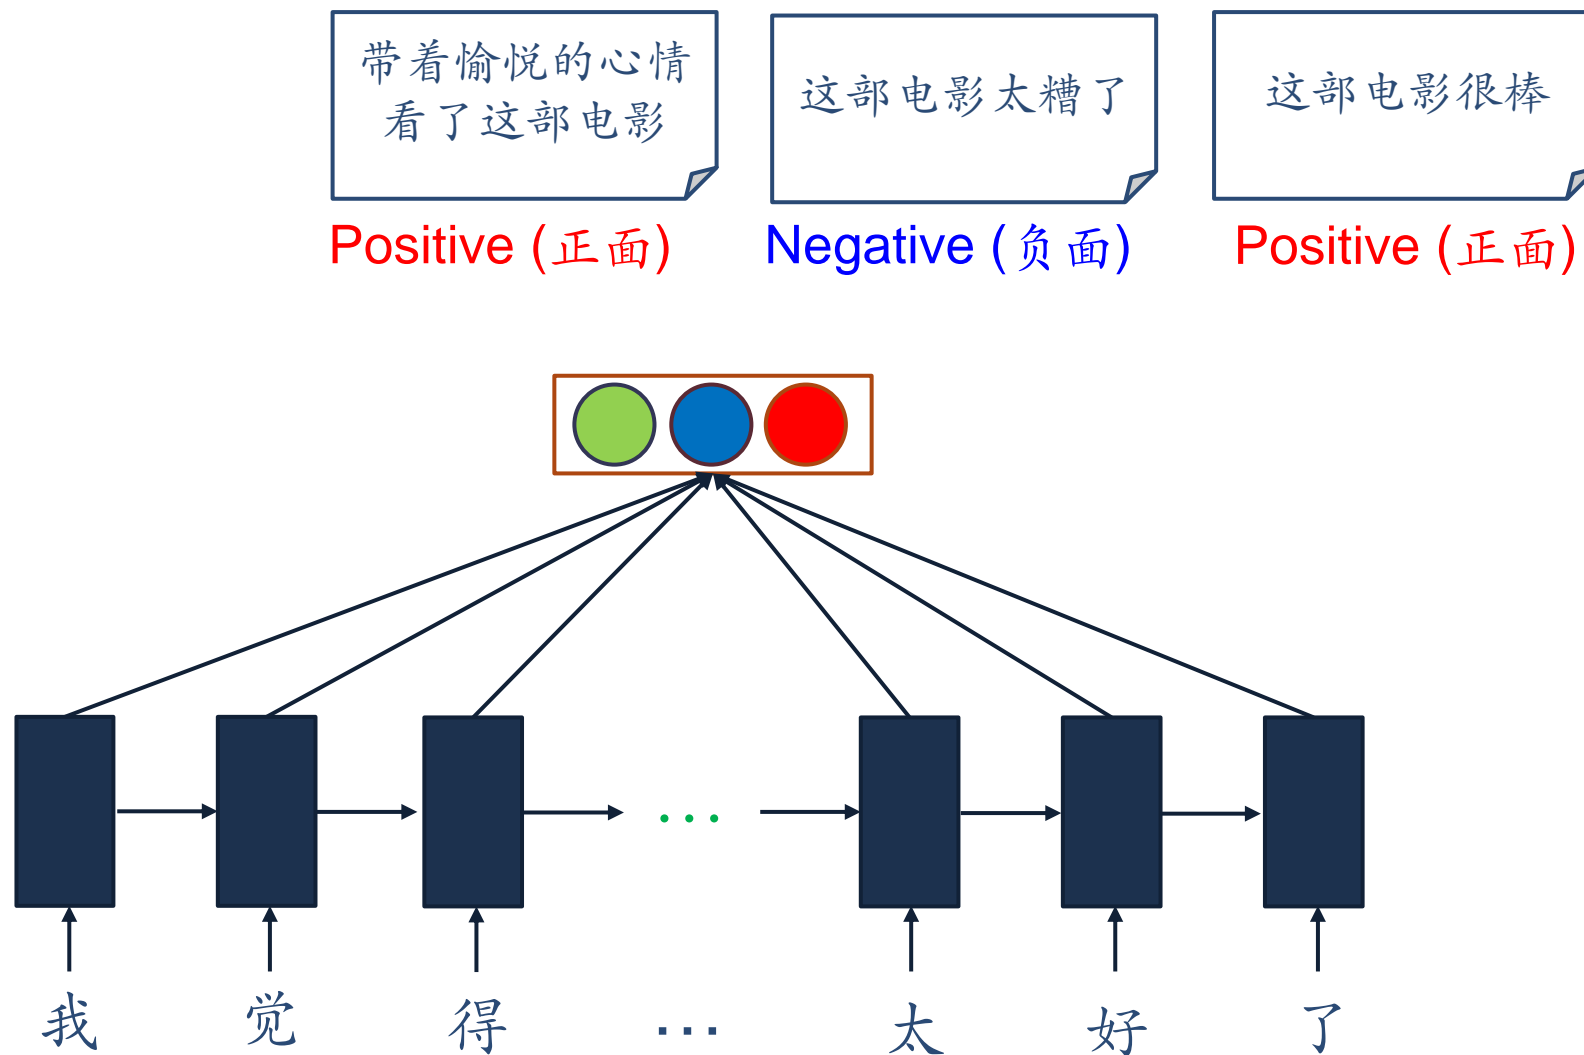 带着愉悦的心情
看了这部电影
这部电影太糟了
这部电影很棒
Positive (正面)
Negative (负面)
Positive (正面)
...
我 觉 得 ... 太 好 了